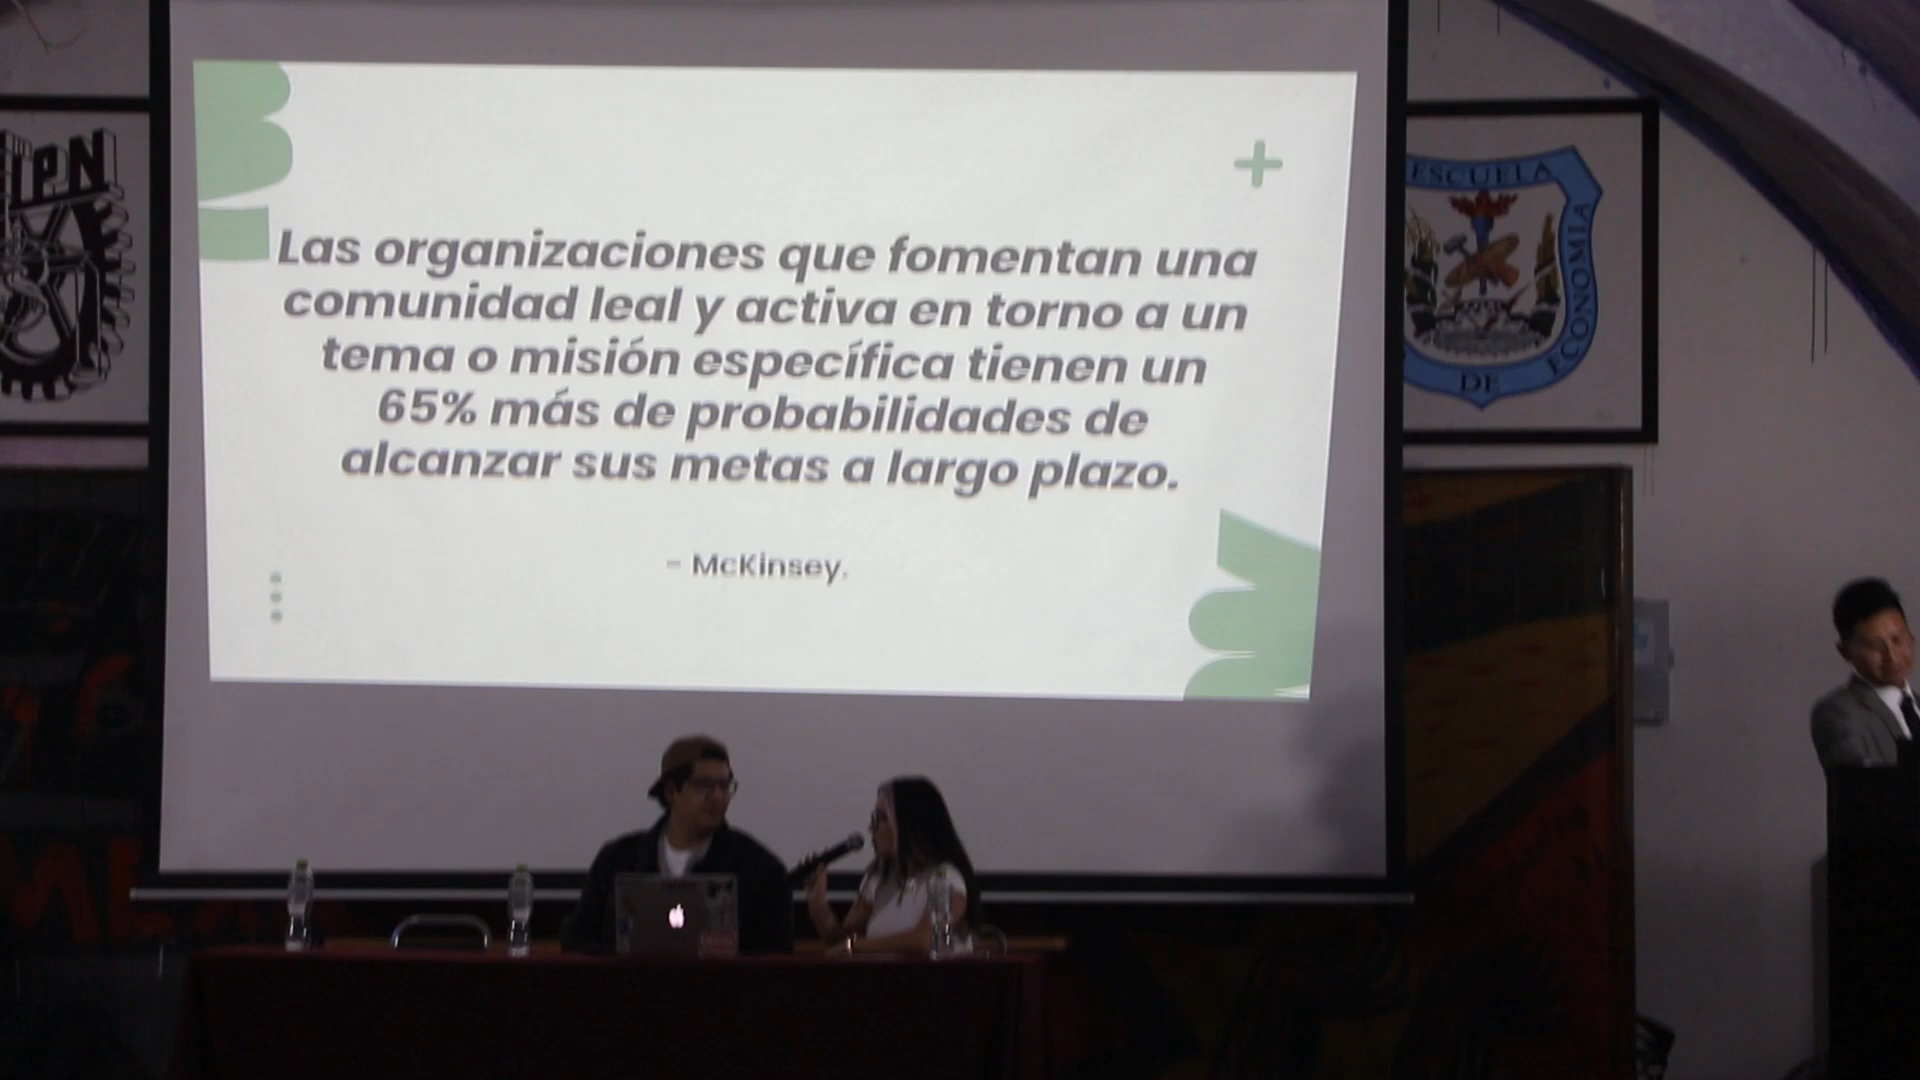 IPN
Las organizaciones que fomentan una
comunidad leal y activa en torno a un
tema o misión específica tienen un
65% más de probabilidades de
alcanzar sus metas a largo plazo.
- McKinsey.
ESCUELA
DE
ECONOMIA